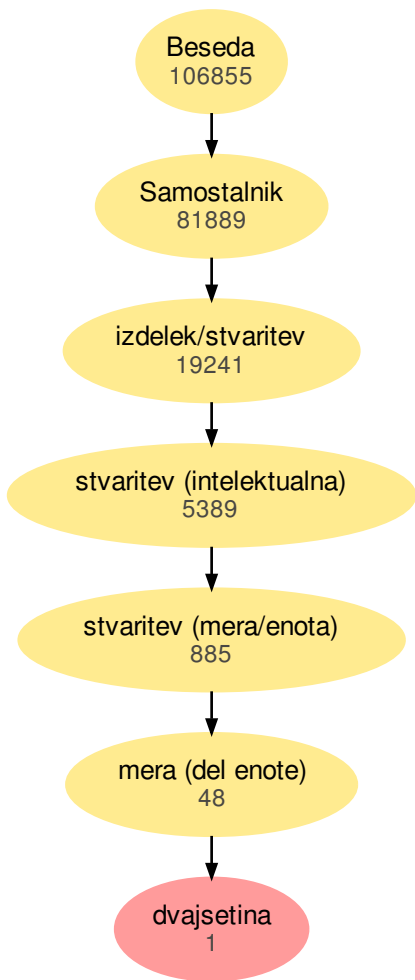 Beseda
106855
Samostalnik
81889
izdelek/stvaritev
19241
stvaritev (intelektualna)
5389
stvaritev (mera/enota)
885
mera (del enote)
48
dvajsetina
1